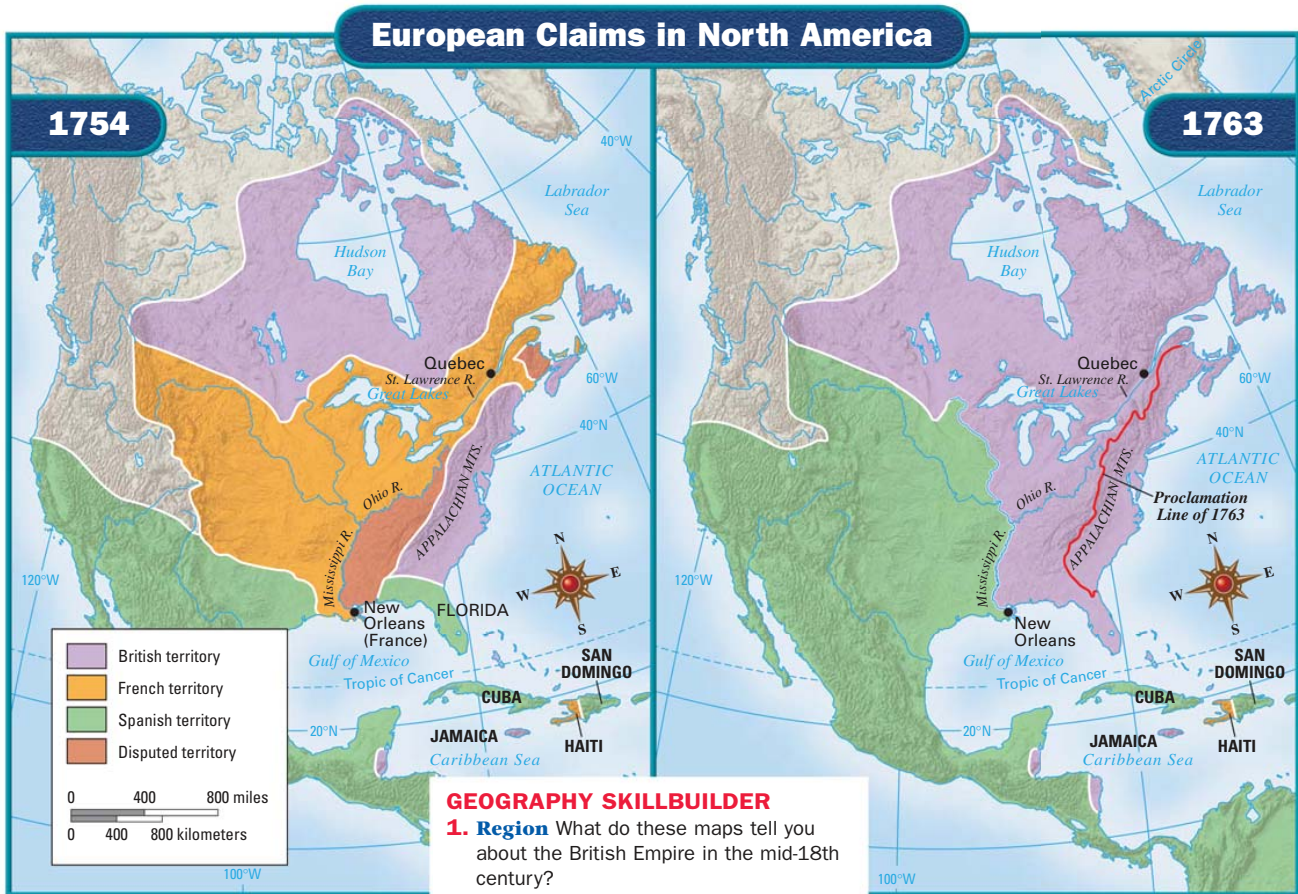 European Claims in North America
1754
40°W
Labrador
Sea
Hudson
Bay
Quebec
St. Lawrence R.
Great Lakes
60°W
40°N
ATLANTIC
OCEAN
APPALACHIAN MTS.
Ohio R.
Mississippi R.
120°W
N
E
W
S
New
Orleans
(France)
FLORIDA
Gulf of Mexico
Tropic of Cancer
SAN
DOMINGO
CUBA
20°N
JAMAICA
HAITI
Caribbean Sea
British territory
French territory
Spanish territory
Disputed territory
0 400 800 miles
0 400 800 kilometers
100°W
GEOGRAPHY SKILLBUILDER
1. Region What do these maps tell you
about the British Empire in the mid-18th
century?
1763
Arctic Circle
Labrador
Sea
Hudson
Bay
Quebec
St. Lawrence R.
Great Lakes
60°W
40°N
ATLANTIC
OCEAN
Ohio R.
APPALACHIAN MTS.
Proclamation
Line of 1763
Mississippi R.
120°W
N
E
W
S
New
Orleans
Gulf of Mexico
Tropic of Cancer
SAN
DOMINGO
CUBA
20°N
JAMAICA
HAITI
Caribbean Sea
100°W